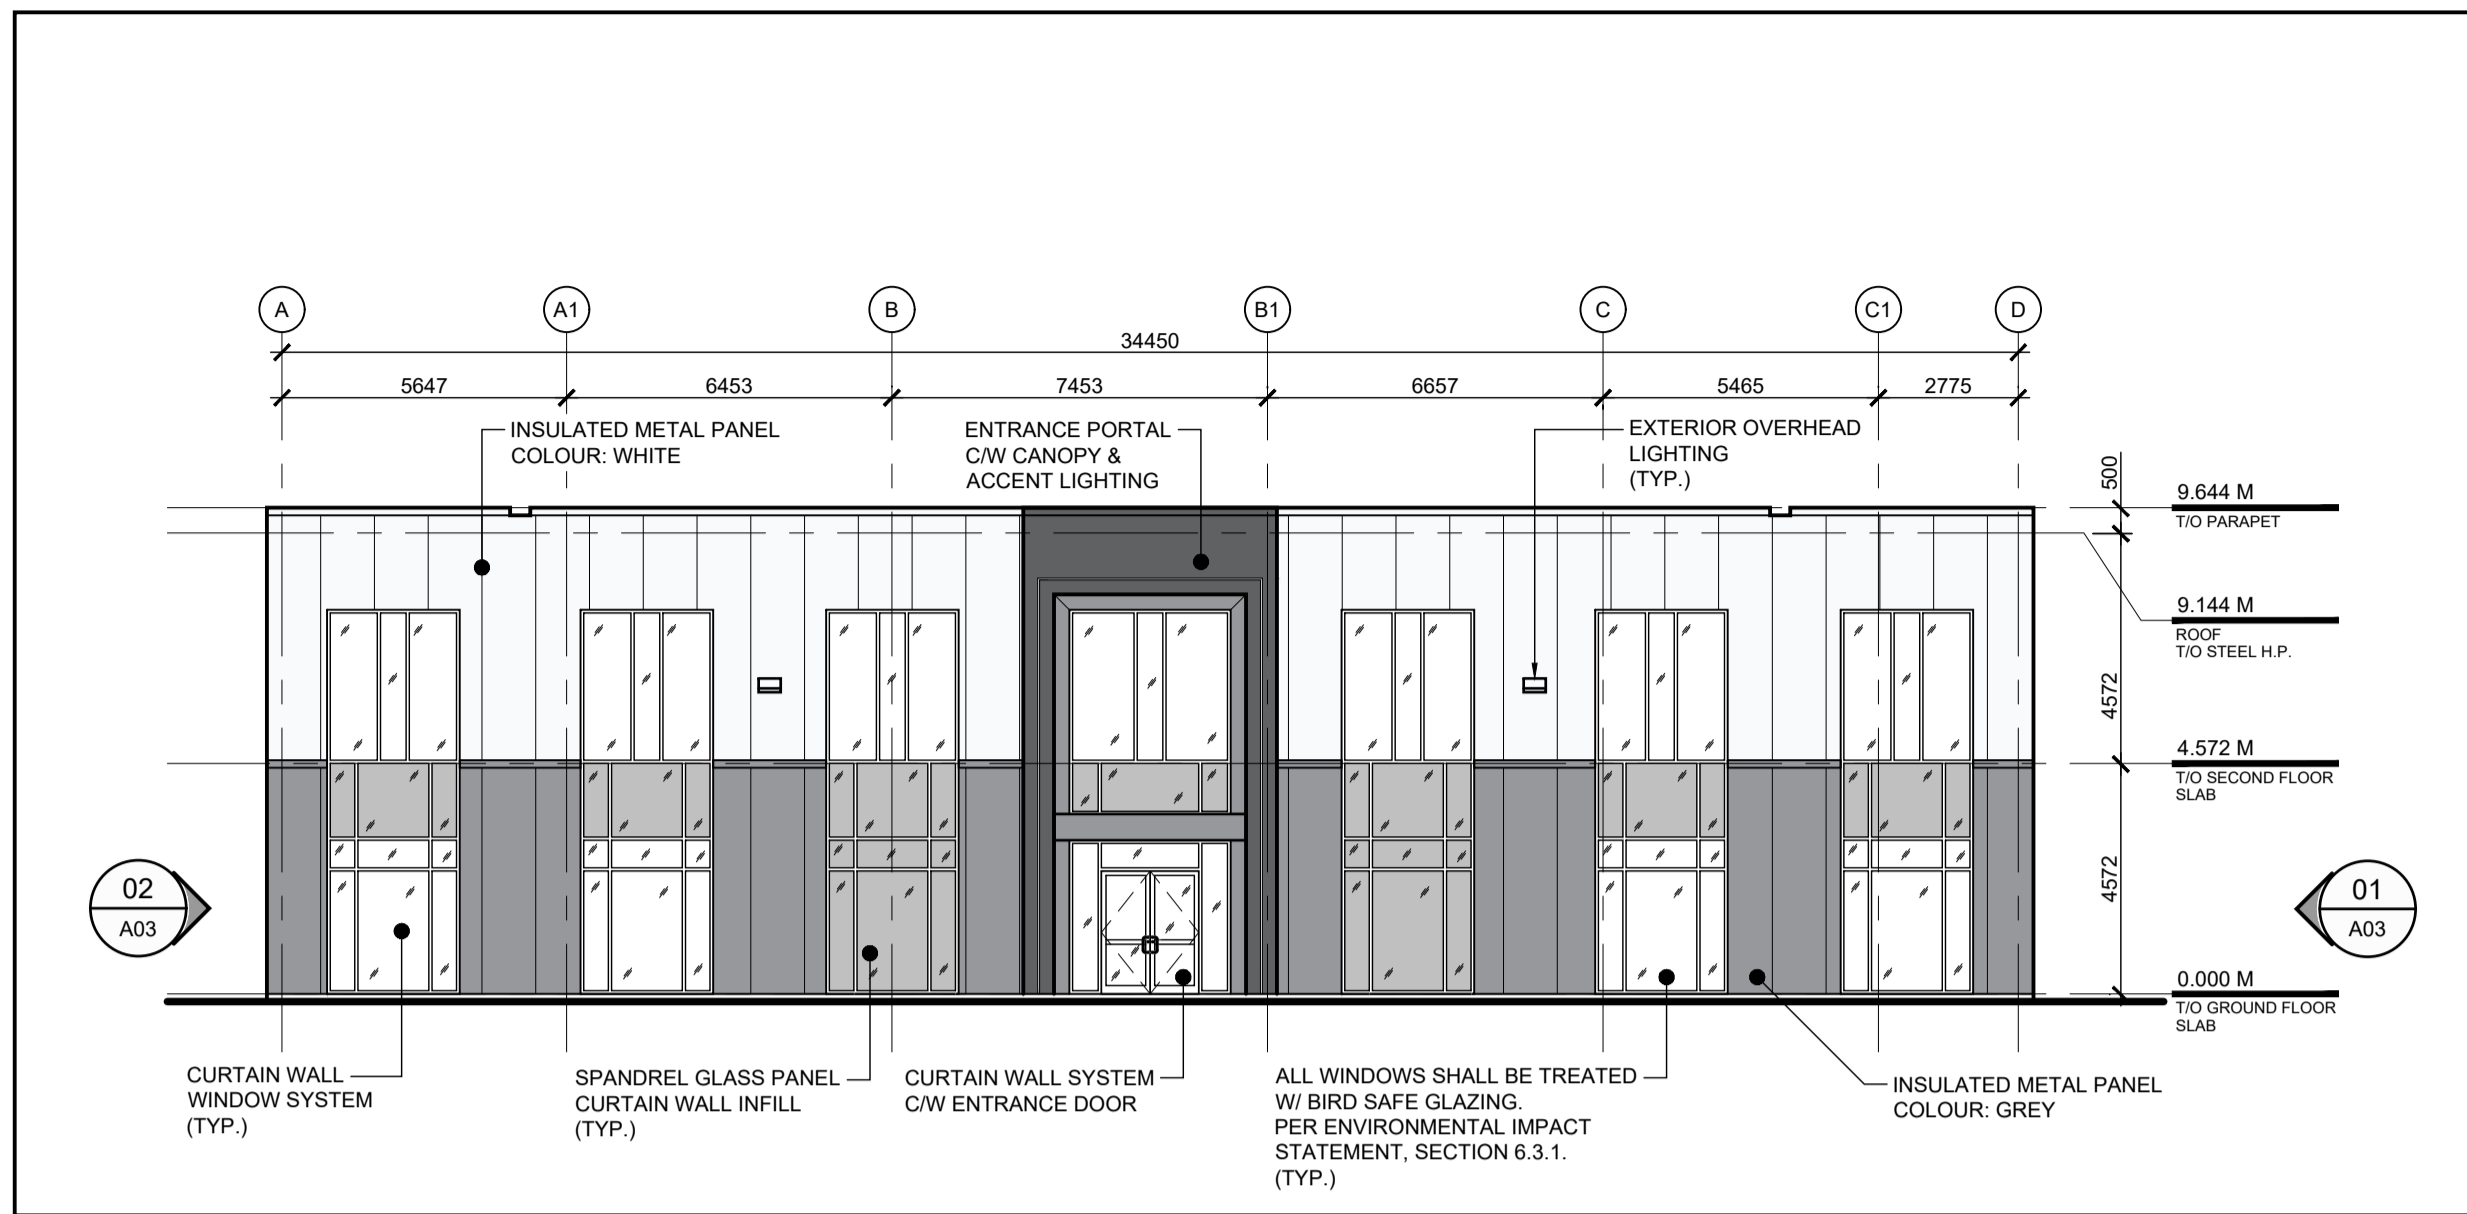 A A1 B B1 C C1 D
34450
5647 6453 7453 6657 5465 2775
INSULATED METAL PANEL
COLOUR: WHITE
ENTRANCE PORTAL
C/W CANOPY &
ACCENT LIGHTING
EXTERIOR OVERHEAD
LIGHTING
(TYP.)
500
9.644 M
T/O PARAPET
9.144 M
ROOF
T/O STEEL H.P.
4572
4.572 M
T/O SECOND FLOOR
SLAB
4572
02
A03
01
A03
0.000 M
T/O GROUND FLOOR
SLAB
CURTAIN WALL
WINDOW SYSTEM
(TYP.)
SPANDREL GLASS PANEL
CURTAIN WALL INFILL
(TYP.)
CURTAIN WALL SYSTEM
C/W ENTRANCE DOOR
ALL WINDOWS SHALL BE TREATED
W/ BIRD SAFE GLAZING.
PER ENVIRONMENTAL IMPACT
STATEMENT, SECTION 6.3.1.
(TYP.)
INSULATED METAL PANEL
COLOUR: GREY